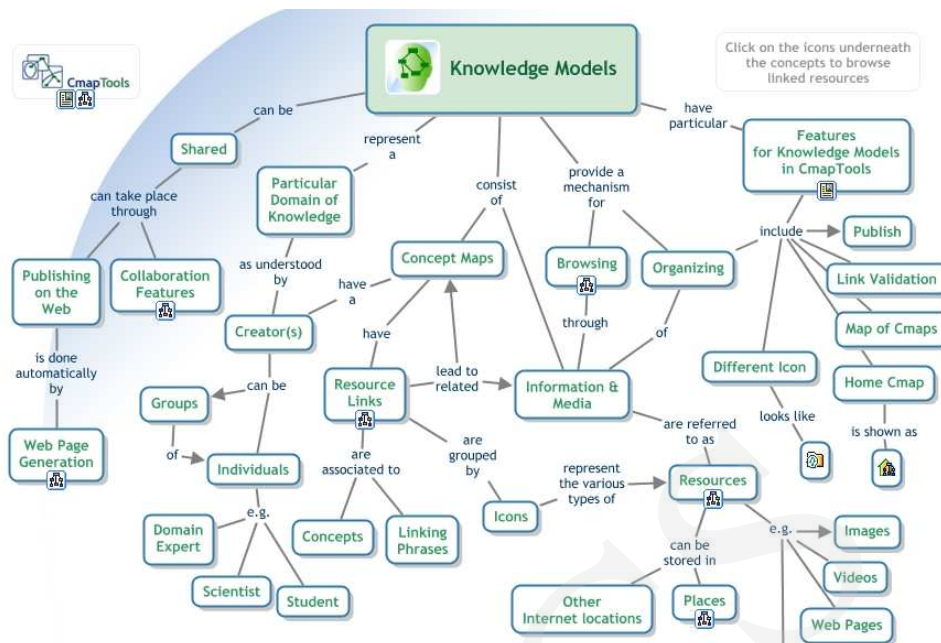 CmapTools
Knowledge Models
Click on the icons underneath
the concepts to browse
linked resources
can be
represent
a
have
particular
Shared
Features
for Knowledge Models
in CmapTools
consist
of
provide a
mechanism
for
can take place
through
Particular
Domain of
Knowledge
include
Publish
Publishing
on the
Web
Collaboration
Features
as understood
by
Concept Maps
Browsing
Organizing
Link Validation
have
a
Creator(s)
have
through
of
Map of Cmaps
is done
automatically
by
can be
Groups
Resource
Links
lead to
related
Information &
Media
Different Icon
Home Cmap
of
Web Page
Generation
Individuals
are
associated to
are
grouped
by
are referred
to as
looks like
is shown as
represent
the various
types of
Resources
e.g.
Domain
Expert
Concepts
Linking
Phrases
Icons
e.g.
Images
Scientist
Student
can be
stored in
Videos
Other
Internet locations
Places
Web Pages